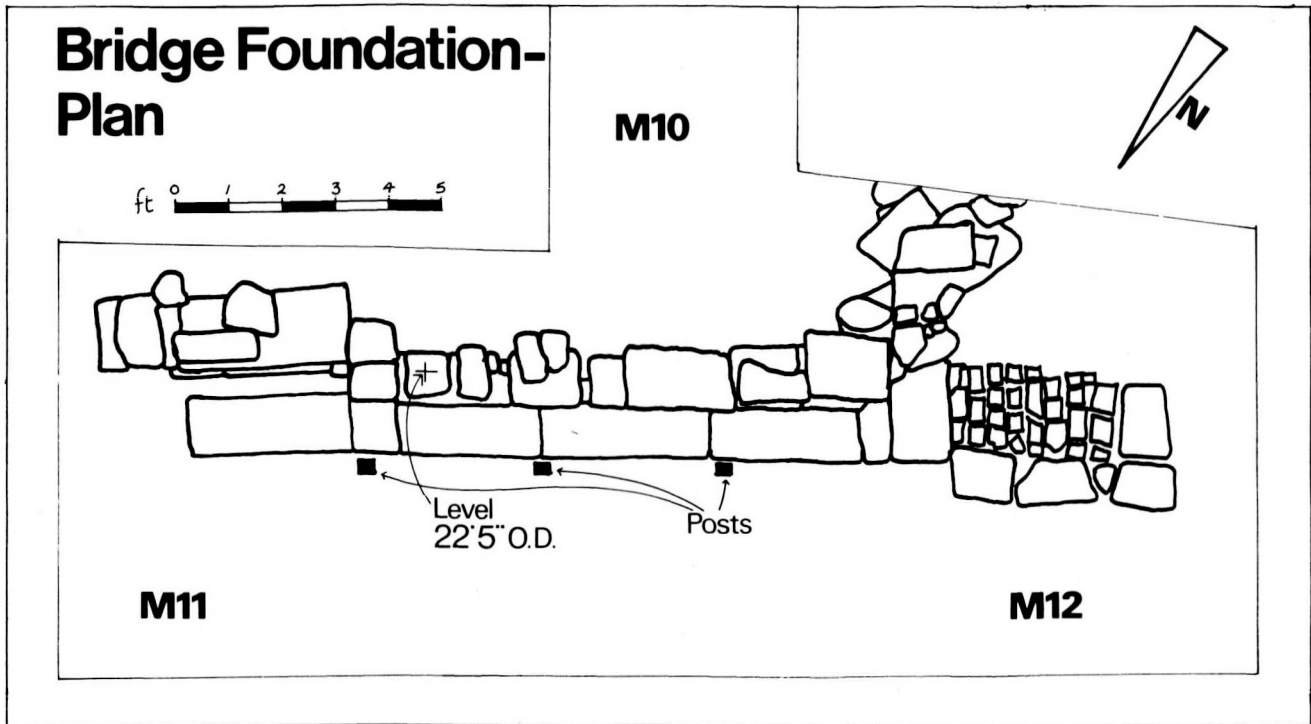 Bridge Foundation-
Plan
M10
N
ft 0 1 2 3 4 5
Level
22'5" O.D.
Posts
M11
M12